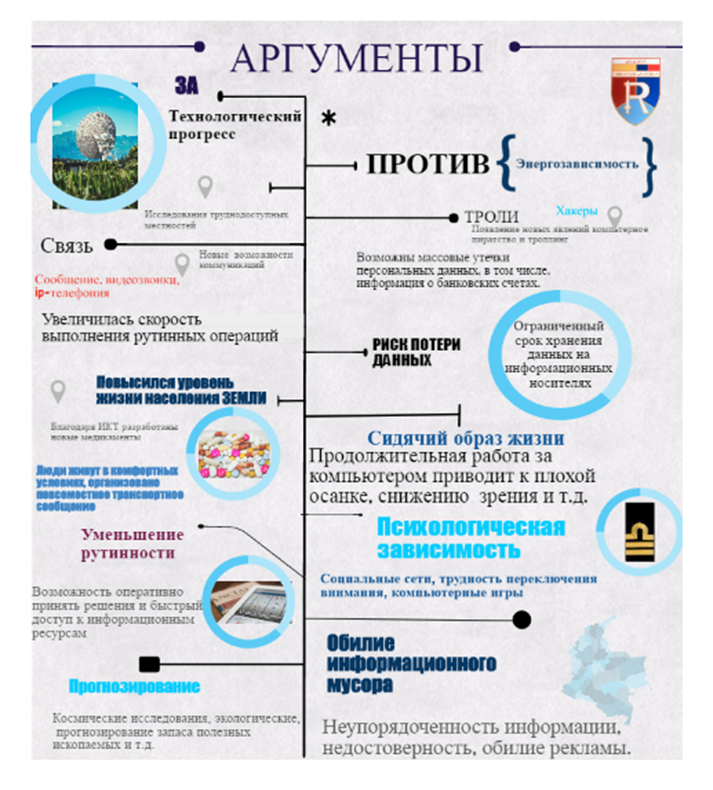 АРГУМЕНТЫ
ЗА
Технологический
прогресс
*
ПРОТИВ
Энергозависимость
Исследования труднодоступных
местностей
ТРОЛИ
Хакеры
Появление новых явлений компьютерное
пиратство и троллинг
Связь
Новые возможности
коммуникаций
Возможны массовые утечки
персональных данных, в том числе.
информация о банковских счетах.
Сообщение, видеозвонки,
ip-телефония
Увеличилась скорость
выполнения рутинных операций
РИСК ПОТЕРИ
ДАННЫХ
Ограниченный
срок хранения
данных на
информационных
носителях
Повысился уровень
жизни населения ЗЕМЛИ
Благодаря ИКТ разработаны
новые медикаменты
Сидячий образ жизни
Продолжительная работа за
компьютером приводит к плохой
осанке, снижению зрения и т.д.
Люди живут в комфортных
условиях, организовано
повсеместное транспортное
сообщение
Психологическая
зависимость
Уменьшение
рутинности
Социальные сети, трудность переключения
внимания, компьютерные игры
Возможность оперативно
принять решения и быстрый
доступ к информационным
ресурсам
Обилие
информационного
мусора
Прогнозирование
Космические исследования, экологические,
прогнозирование запаса полезных
ископаемых и т.д.
Неупорядоченность информации,
недостоверность, обилие рекламы.